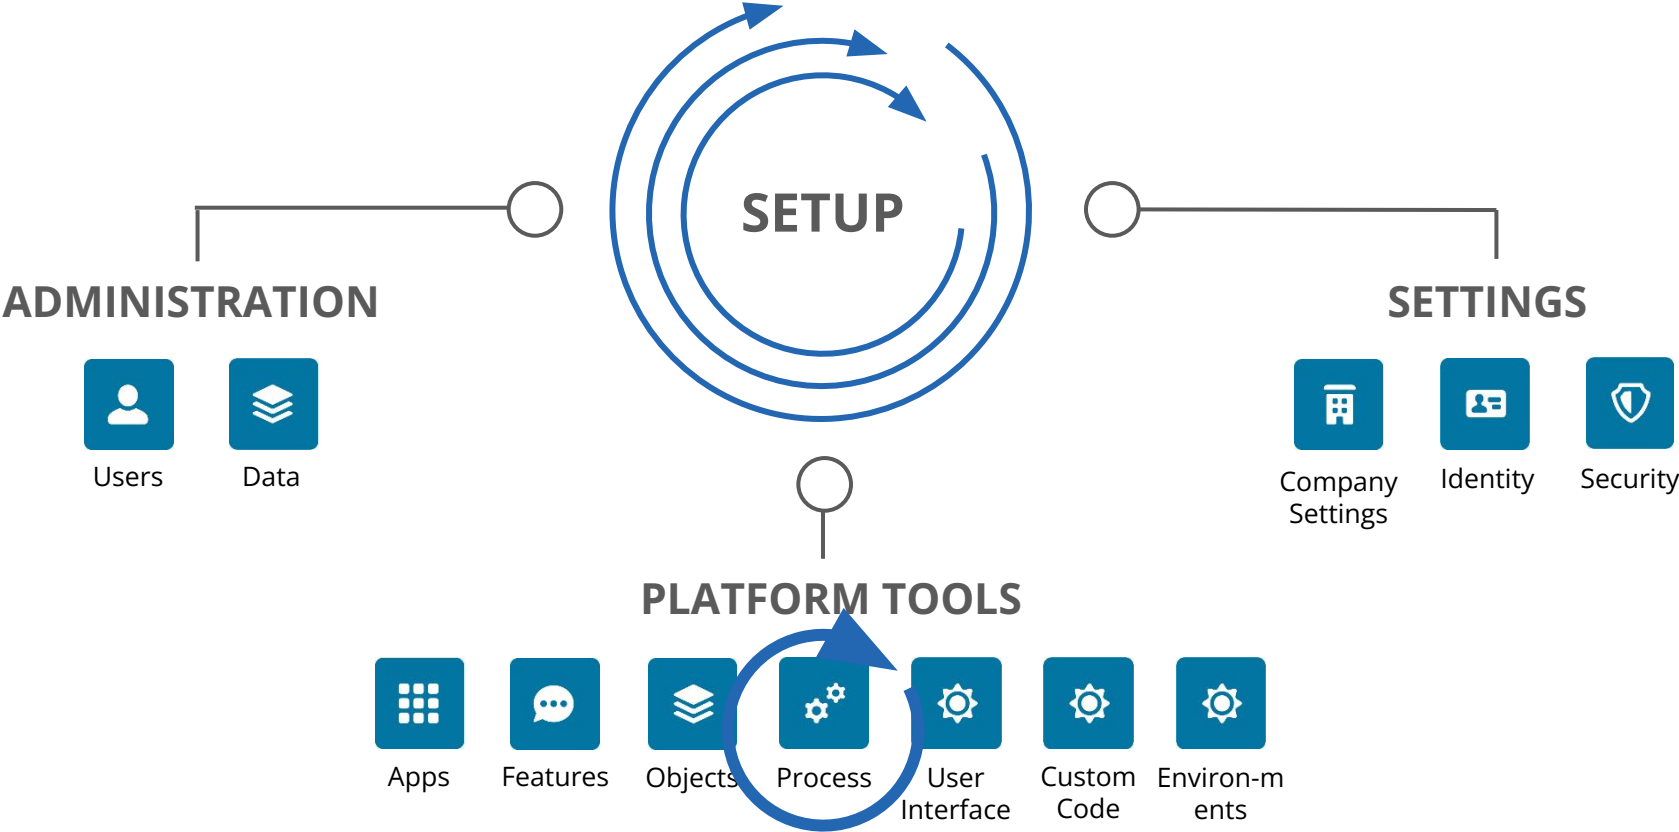 SETUP
ADMINISTRATION
Users
Data
SETTINGS
Company
Settings
Identity
Security
PLATFORM TOOLS
Apps
Features
Objects
Process
User
Interface
Custom
Code
Environ-m
ents